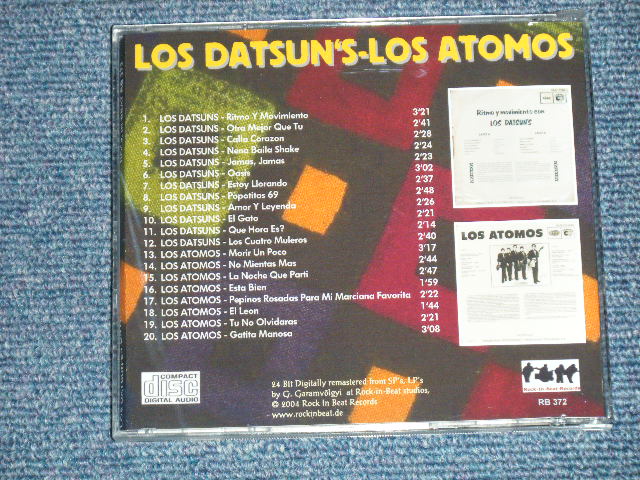 LOS DATSUN'S-LOS ATOMOS
1. LOS DATSUNS - Ritmo Y Movimiento 3'21
2. LOS DATSUNS - Otra Mejor Que Tu 2'41
3. LOS DATSUNS - Calla Corazon 2'28
4. LOS DATSUNS - Nena Baila Shake 2'24
5. LOS DATSUNS - Jamas, Jamas 2'23
6. LOS DATSUNS - Oasis 3'02
7. LOS DATSUNS - Estoy Llorando 2'37
8. LOS DATSUNS - Popotitos 69 2'48
9. LOS DATSUNS - Amor Y Leyenda 2'26
10. LOS DATSUNS - El Gato 2'21
11. LOS DATSUNS - Que Hora Es? 2'14
12. LOS DATSUNS - Los Cuatro Muleros 2'40
13. LOS ATOMOS - Morir Un Poco 3'17
14. LOS ATOMOS - No Mientas Mas 2'44
15. LOS ATOMOS - La Noche Que Parti 2'47
16. LOS ATOMOS - Esta Bien 1'59
17. LOS ATOMOS - Pepinos Rosadas Para Mi Marciana Favorita 2'22
18. LOS ATOMOS - El Leon 1'44
19. LOS ATOMOS - Tu No Olvidaras 2'21
20. LOS ATOMOS - Gatita Manosa 3'08
Ritmo y movimiento con
LOS DATSUN'S
LOS ATOMOS
COMPACT
disc
DIGITAL AUDIO
24 Bit Digitally remastered from SP's, LP's
by G. Garamvölgyi at Rock-in-Beat studios,
© 2004 Rock In Beat Records
- www.rockinbeat.de
Rock-In-Beat-Records
RB 372